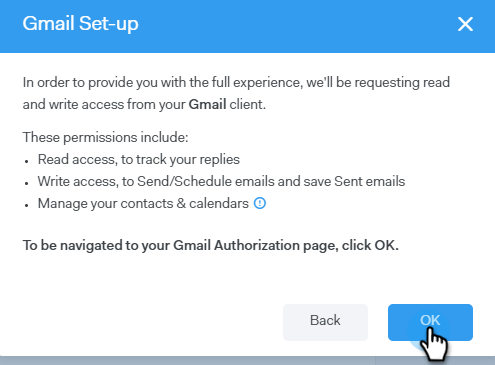 Gmail Set-up
In order to provide you with the full experience, we'll be requesting read
and write access from your Gmail client.
These permissions include:
• Read access, to track your replies
• Write access, to Send/Schedule emails and save Sent emails
• Manage your contacts & calendars
To be navigated to your Gmail Authorization page, click OK.
Back
OK